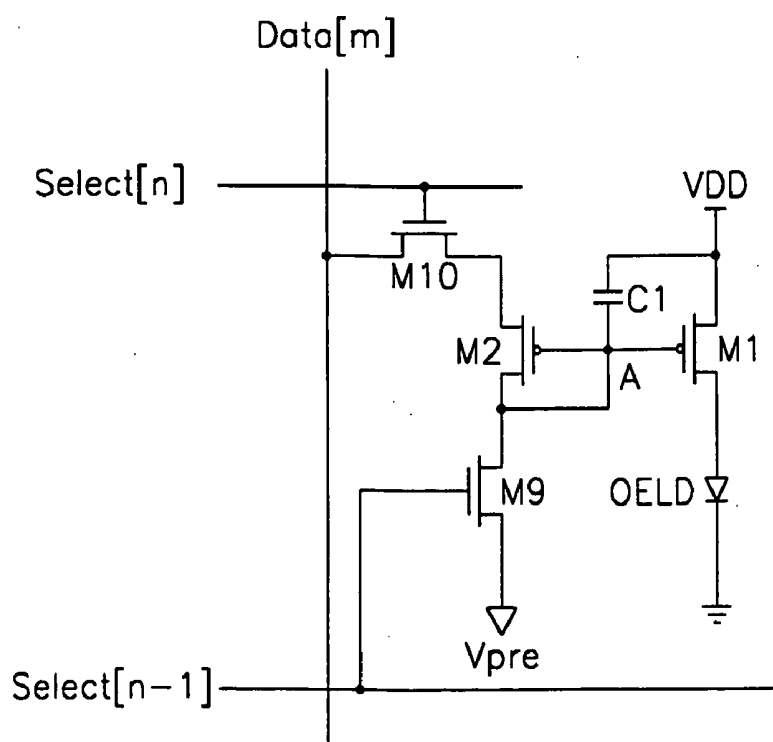 Data[m]
Select[n]
VDD
M10
C1
M2
A
M1
M9
OELD
Vpre
Select[n-1]